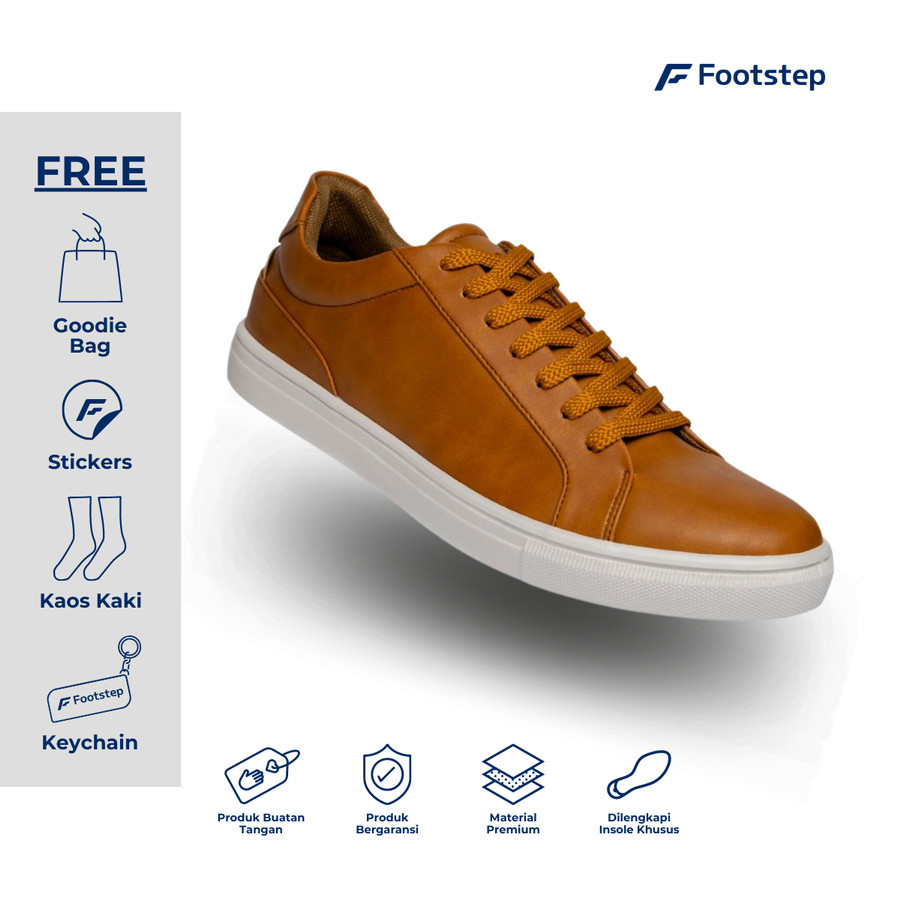 Footstep
FREE
Goodie
Bag
Stickers
Kaos Kaki
Footstep
Keychain
Produk Buatan
Tangan
Produk
Bergaransi
Material
Premium
Dilengkapi
Insole Khusus